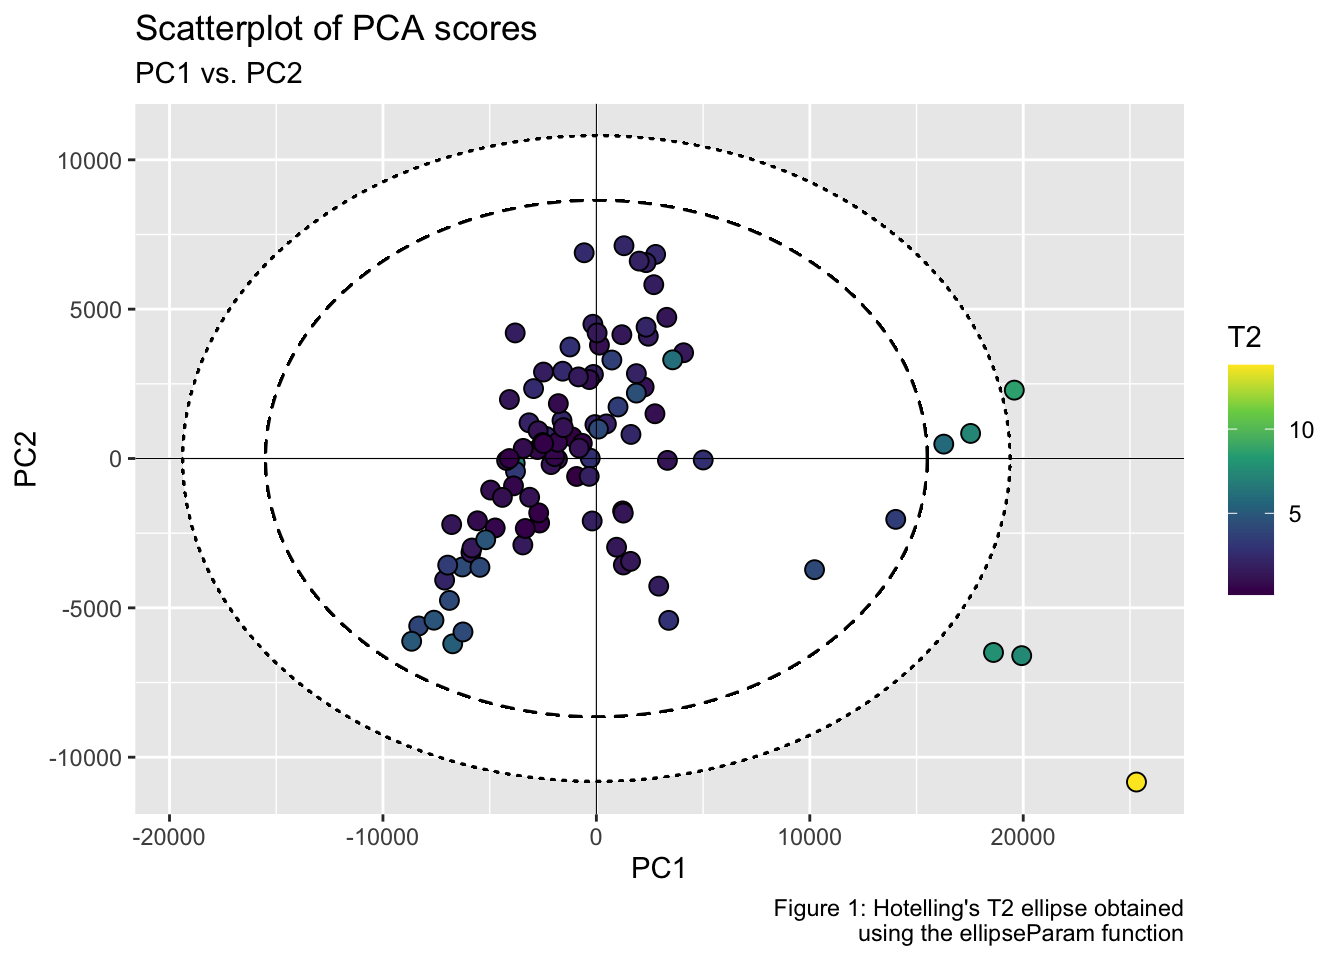 Scatterplot of PCA scores
PC1 vs. PC2
10000
5000
0
-5000
-10000
PC2
-20000
-10000
0
10000
20000
PC1
T2
10
5
Figure 1: Hotelling's T2 ellipse obtained
using the ellipseParam function